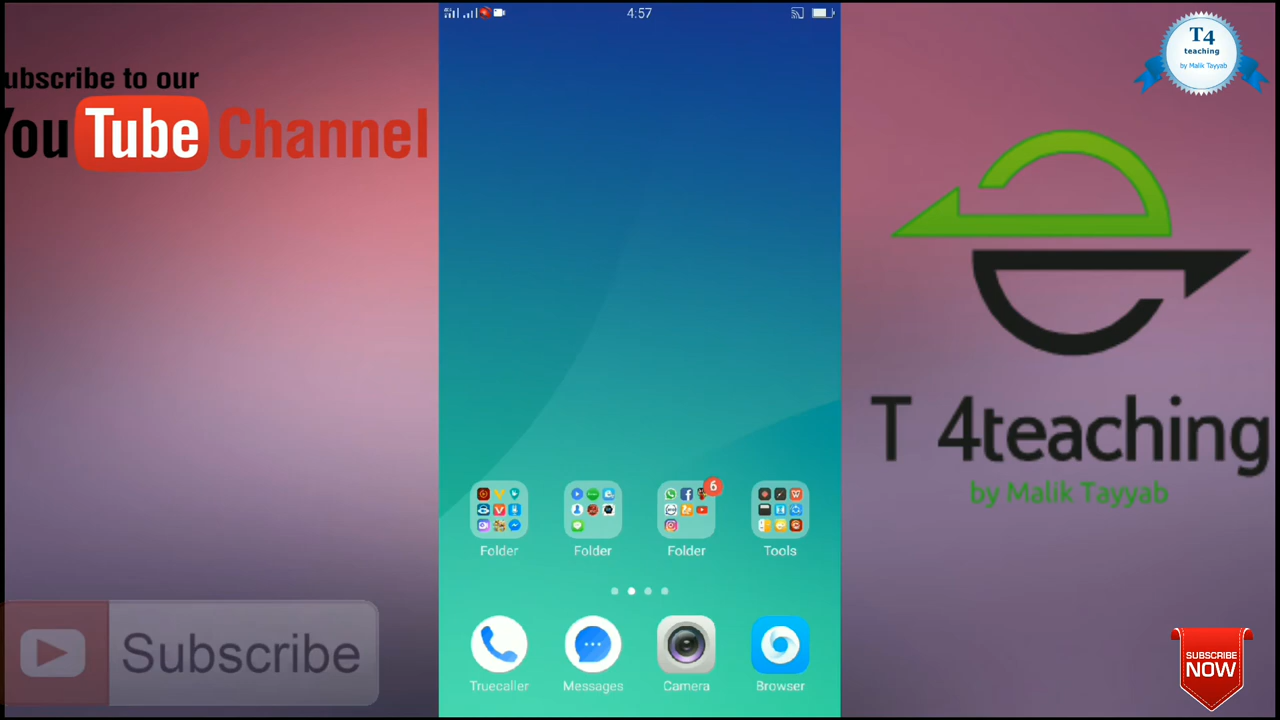 4:57
ubscribe to our
You Tube Channel
T4
teaching
by Malik Tayyab
T 4teaching
by Malik Tayyab
6
Folder
Folder
Folder
Tools
Truecaller
Messages
Camera
Browser
Subscribe
SUBSCRIBE
NOW